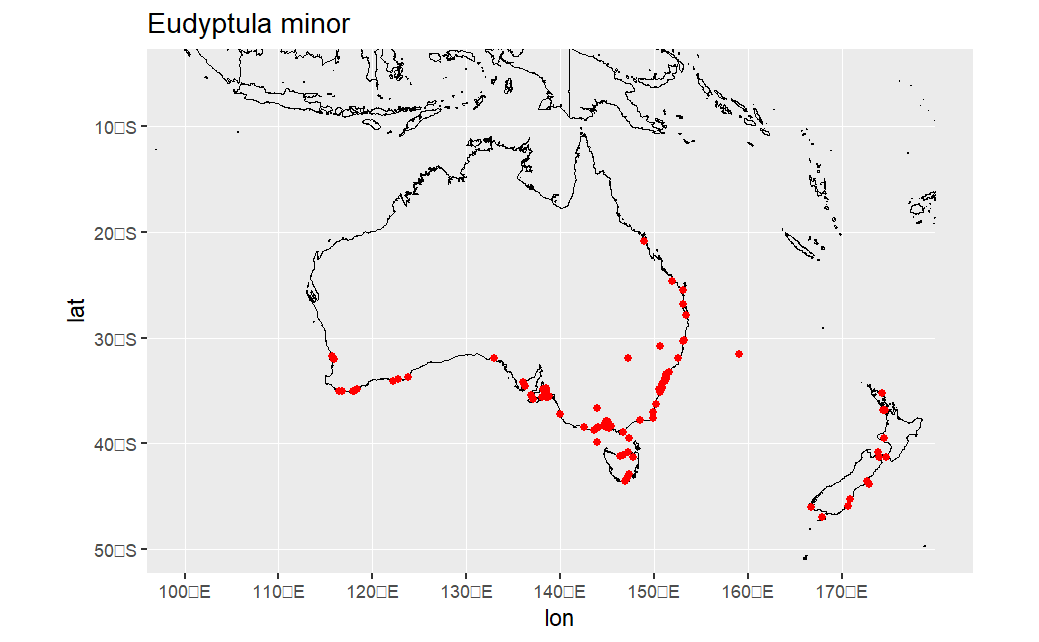 Eudyptula minor
10□S
20□S
30□S
40□S
50□S
lat
100□E
110□E
120□E
130□E
140□E
150□E
160□E
170□E
lon